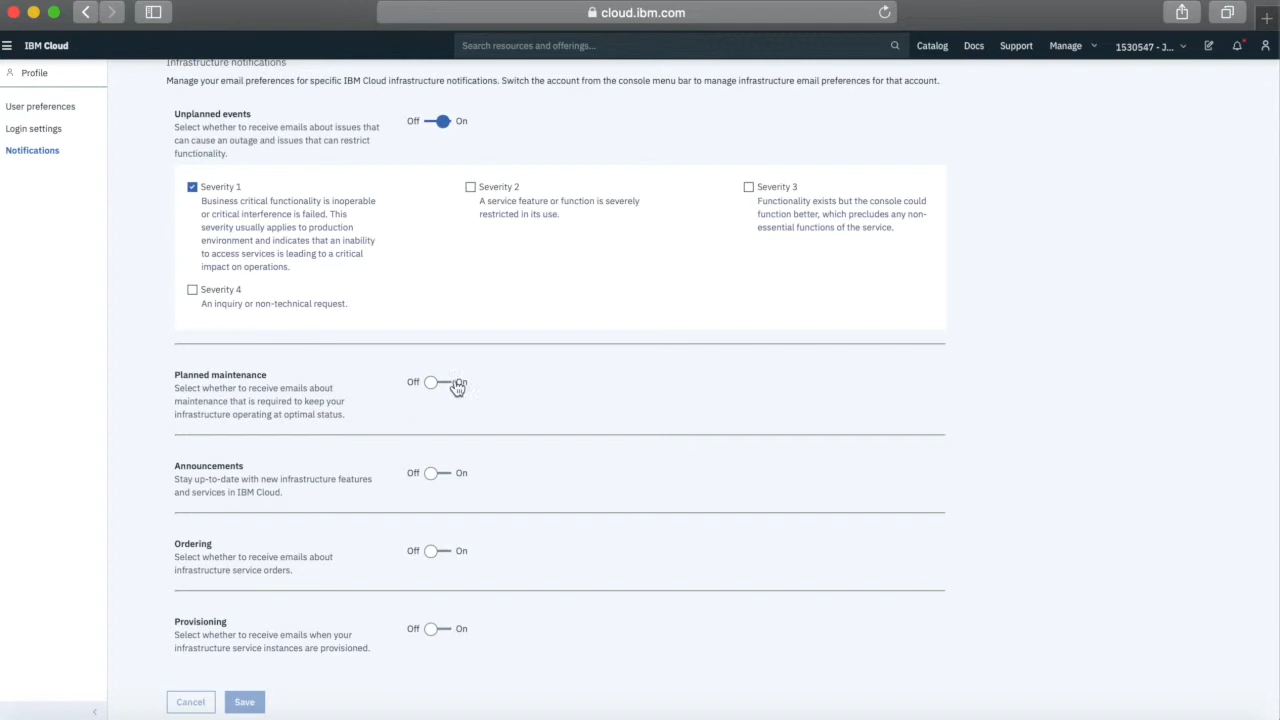 cloud.ibm.com
IBM Cloud
Search resources and offerings...
Catalog
Docs
Support
Manage
1530547 - J...
Profile
User preferences
Login settings
Notifications
Infrastructure notifications
Manage your email preferences for specific IBM Cloud infrastructure notifications. Switch the account from the console menu bar to manage infrastructure email preferences for that account.
Unplanned events
Select whether to receive emails about issues that
can cause an outage and issues that can restrict
functionality.
Off On
Severity 1
Business critical functionality is inoperable
or critical interference is failed. This
severity usually applies to production
environment and indicates that an inability
to access services is leading to a critical
impact on operations.
Severity 2
A service feature or function is severely
restricted in its use.
Severity 3
Functionality exists but the console could
function better, which precludes any non-
essential functions of the service.
Severity 4
An inquiry or non-technical request.
Planned maintenance
Select whether to receive emails about
maintenance that is required to keep your
infrastructure operating at optimal status.
Off On
Announcements
Stay up-to-date with new infrastructure features
and services in IBM Cloud.
Off On
Ordering
Select whether to receive emails about
infrastructure service orders.
Off On
Provisioning
Select whether to receive emails when your
infrastructure service instances are provisioned.
Off On
Cancel
Save